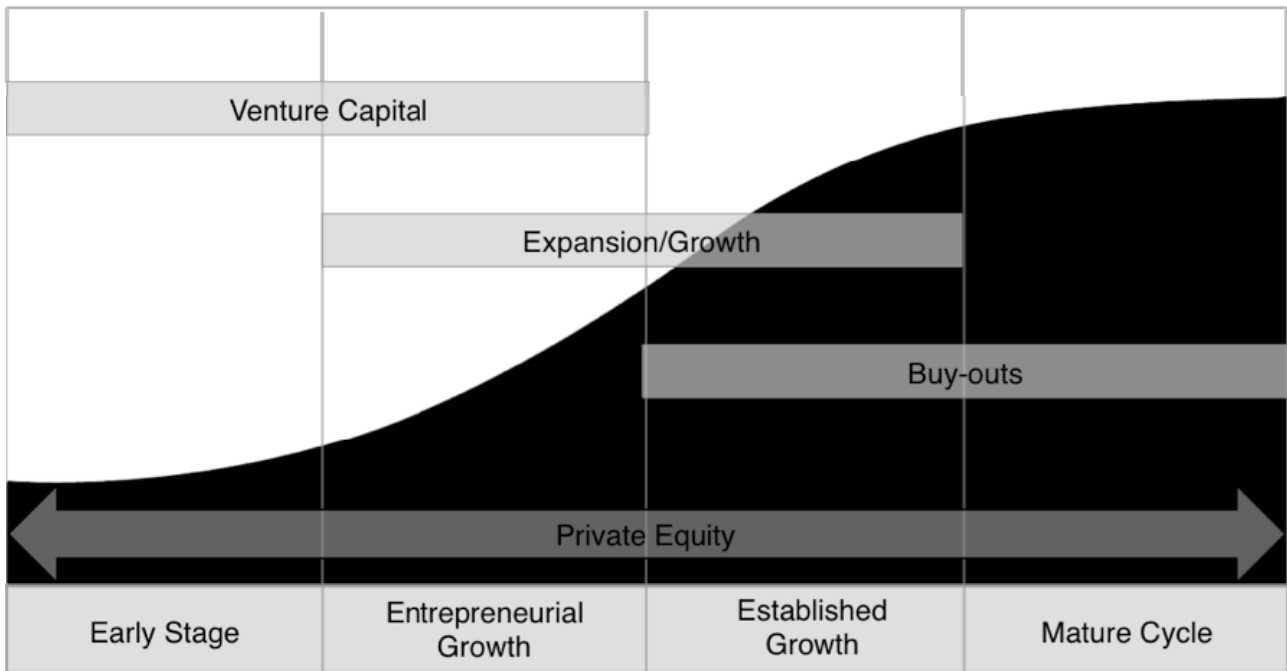 Venture Capital
Expansion/Growth
Buy-outs
Private Equity
Early Stage
Entrepreneurial
Growth
Established
Growth
Mature Cycle